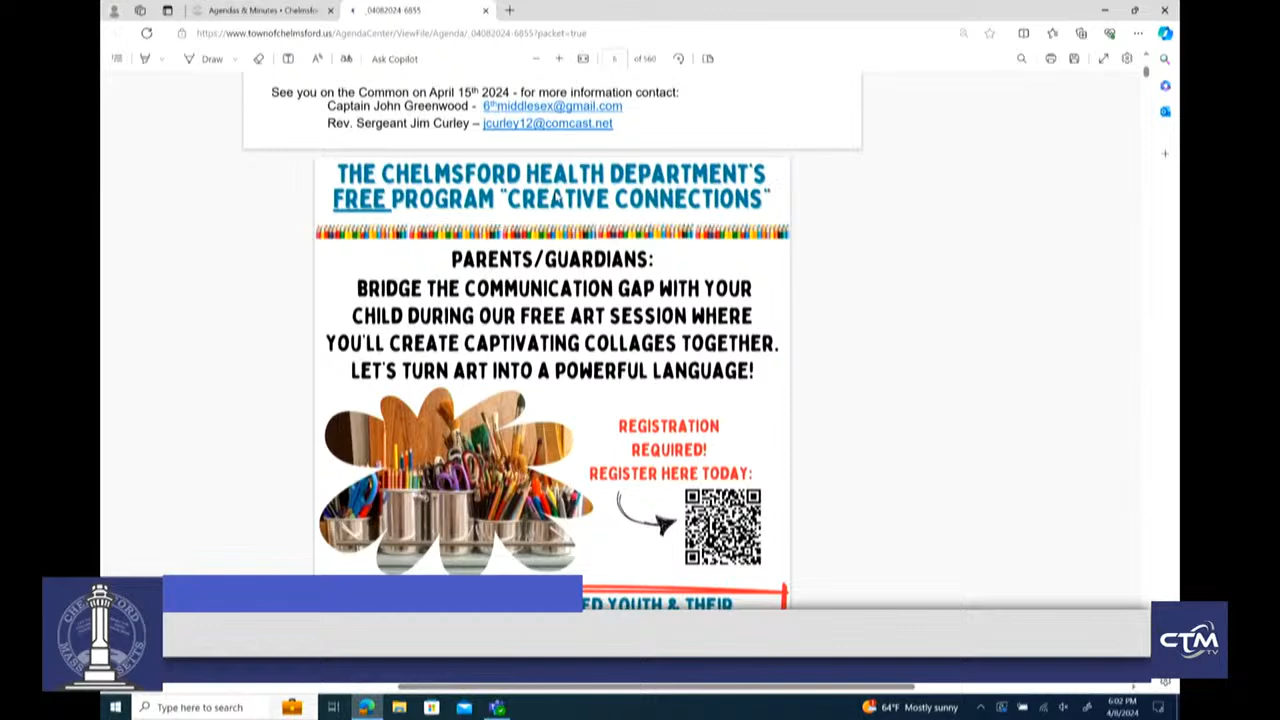 Agendas & Minutes • Chelmsfo
_04082024-6855
https://www.townofchelmsford.us/AgendaCenter/ViewFile/Agenda/_04082024-6855?packet=true
Draw
Ask Copilot
6 of 560
See you on the Common on April 15th 2024 - for more information contact:
Captain John Greenwood - 6thmiddlesex@gmail.com
Rev. Sergeant Jim Curley – jcurley12@comcast.net
THE CHELMSFORD HEALTH DEPARTMENT'S
FREE PROGRAM "CREATIVE CONNECTIONS"
PARENTS/GUARDIANS:
BRIDGE THE COMMUNICATION GAP WITH YOUR
CHILD DURING OUR FREE ART SESSION WHERE
YOU'LL CREATE CAPTIVATING COLLAGES TOGETHER.
LET'S TURN ART INTO A POWERFUL LANGUAGE!
REGISTRATION
REQUIRED!
REGISTER HERE TODAY:
ED YOUTH & THEIR
CTM
TV
Type here to search
64°F Mostly sunny
6:02 PM
4/8/2024